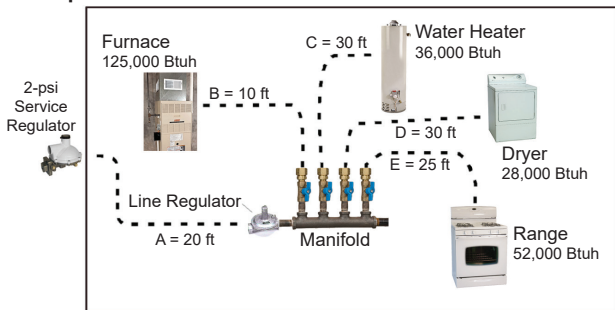 Furnace
125,000 Btuh
C = 30 ft
Water Heater
36,000 Btuh
2-psi
Service
Regulator
B = 10 ft
D = 30 ft
E = 25 ft
Dryer
28,000 Btuh
Line Regulator
A = 20 ft
Manifold
Range
52,000 Btuh